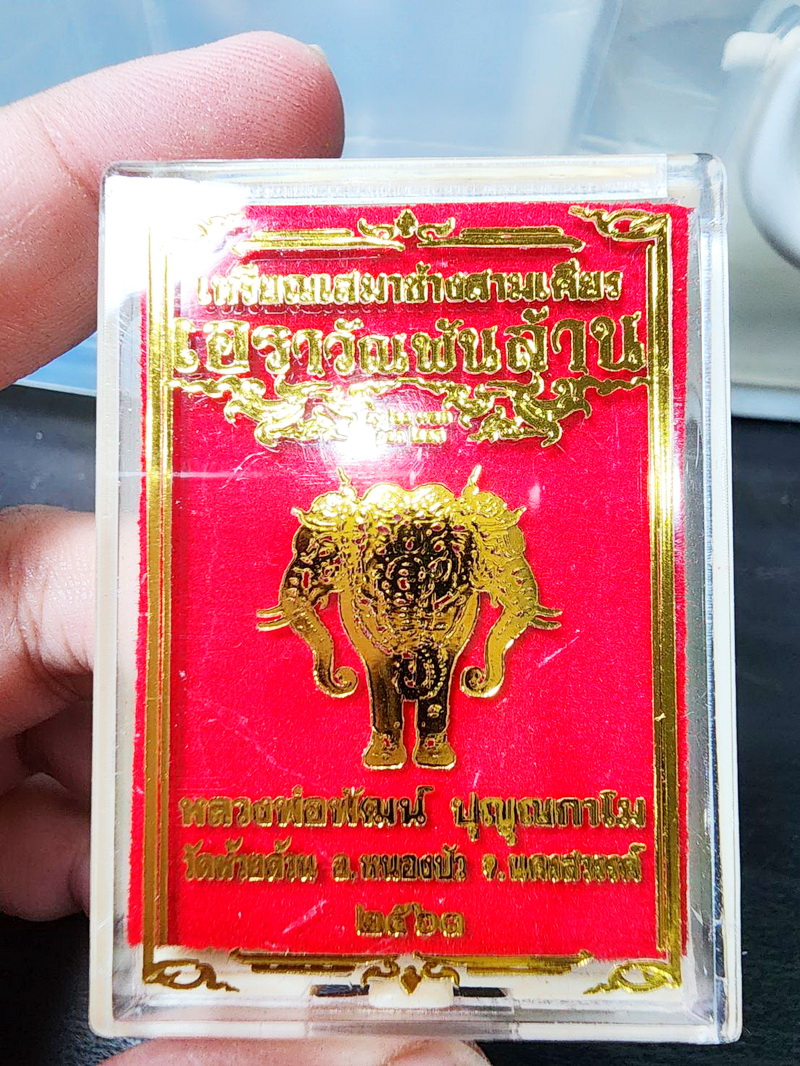 เหรียญเสมาช้างสามเศียร
เอราวัณพันล้าน
หลวงพ่อพัฒน์ ปุญฺญกาโม
วัดห้วยด้วน อ.หนองบัว จ.นครสวรรค์
๒๕๖๓